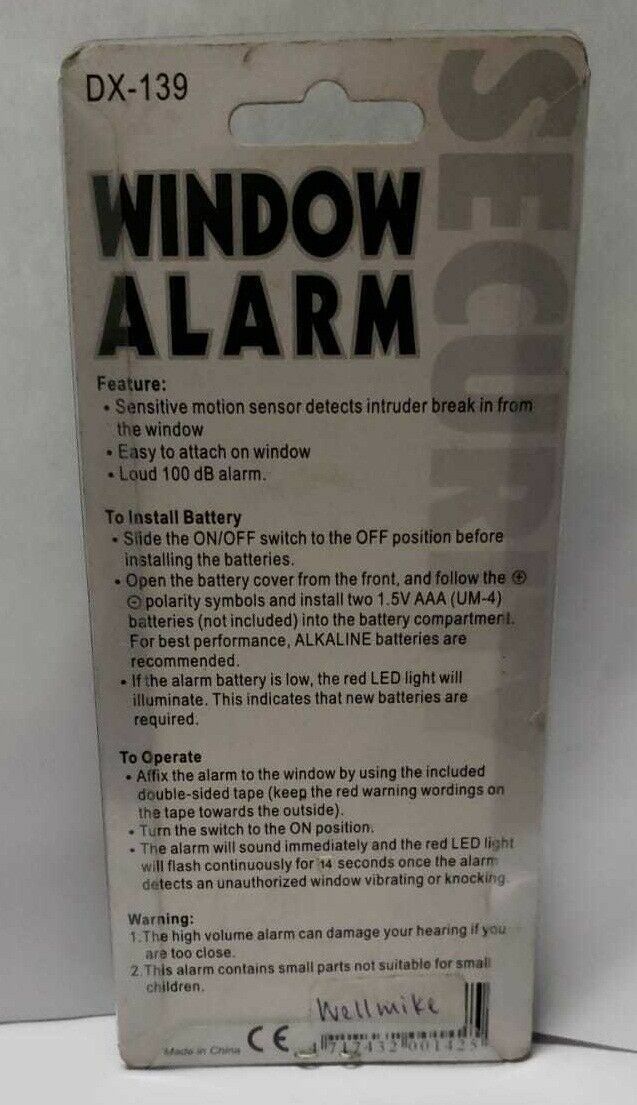 DX-139
SECUR
WINDOW
ALARM
Feature:
• Sensitive motion sensor detects intruder break in from
the window
• Easy to attach on window
• Loud 100 dB alarm.
To Install Battery
• Slide the ON/OFF switch to the OFF position before
installing the batteries.
• Open the battery cover from the front, and follow the ⊕
⊖ polarity symbols and install two 1.5V AAA (UM-4)
batteries (not included) into the battery compartment.
For best performance, ALKALINE batteries are
recommended.
• If the alarm battery is low, the red LED light will
illuminate. This indicates that new batteries are
required.
To Operate
• Affix the alarm to the window by using the included
double-sided tape (keep the red warning wordings on
the tape towards the outside).
• Turn the switch to the ON position.
• The alarm will sound immediately and the red LED light
will flash continuously for 14 seconds once the alarm
detects an unauthorized window vibrating or knocking.
Warning:
1.The high volume alarm can damage your hearing if you
are too close.
2.This alarm contains small parts not suitable for small
children.
Wellmike
Made in China CE 4 717432 001425